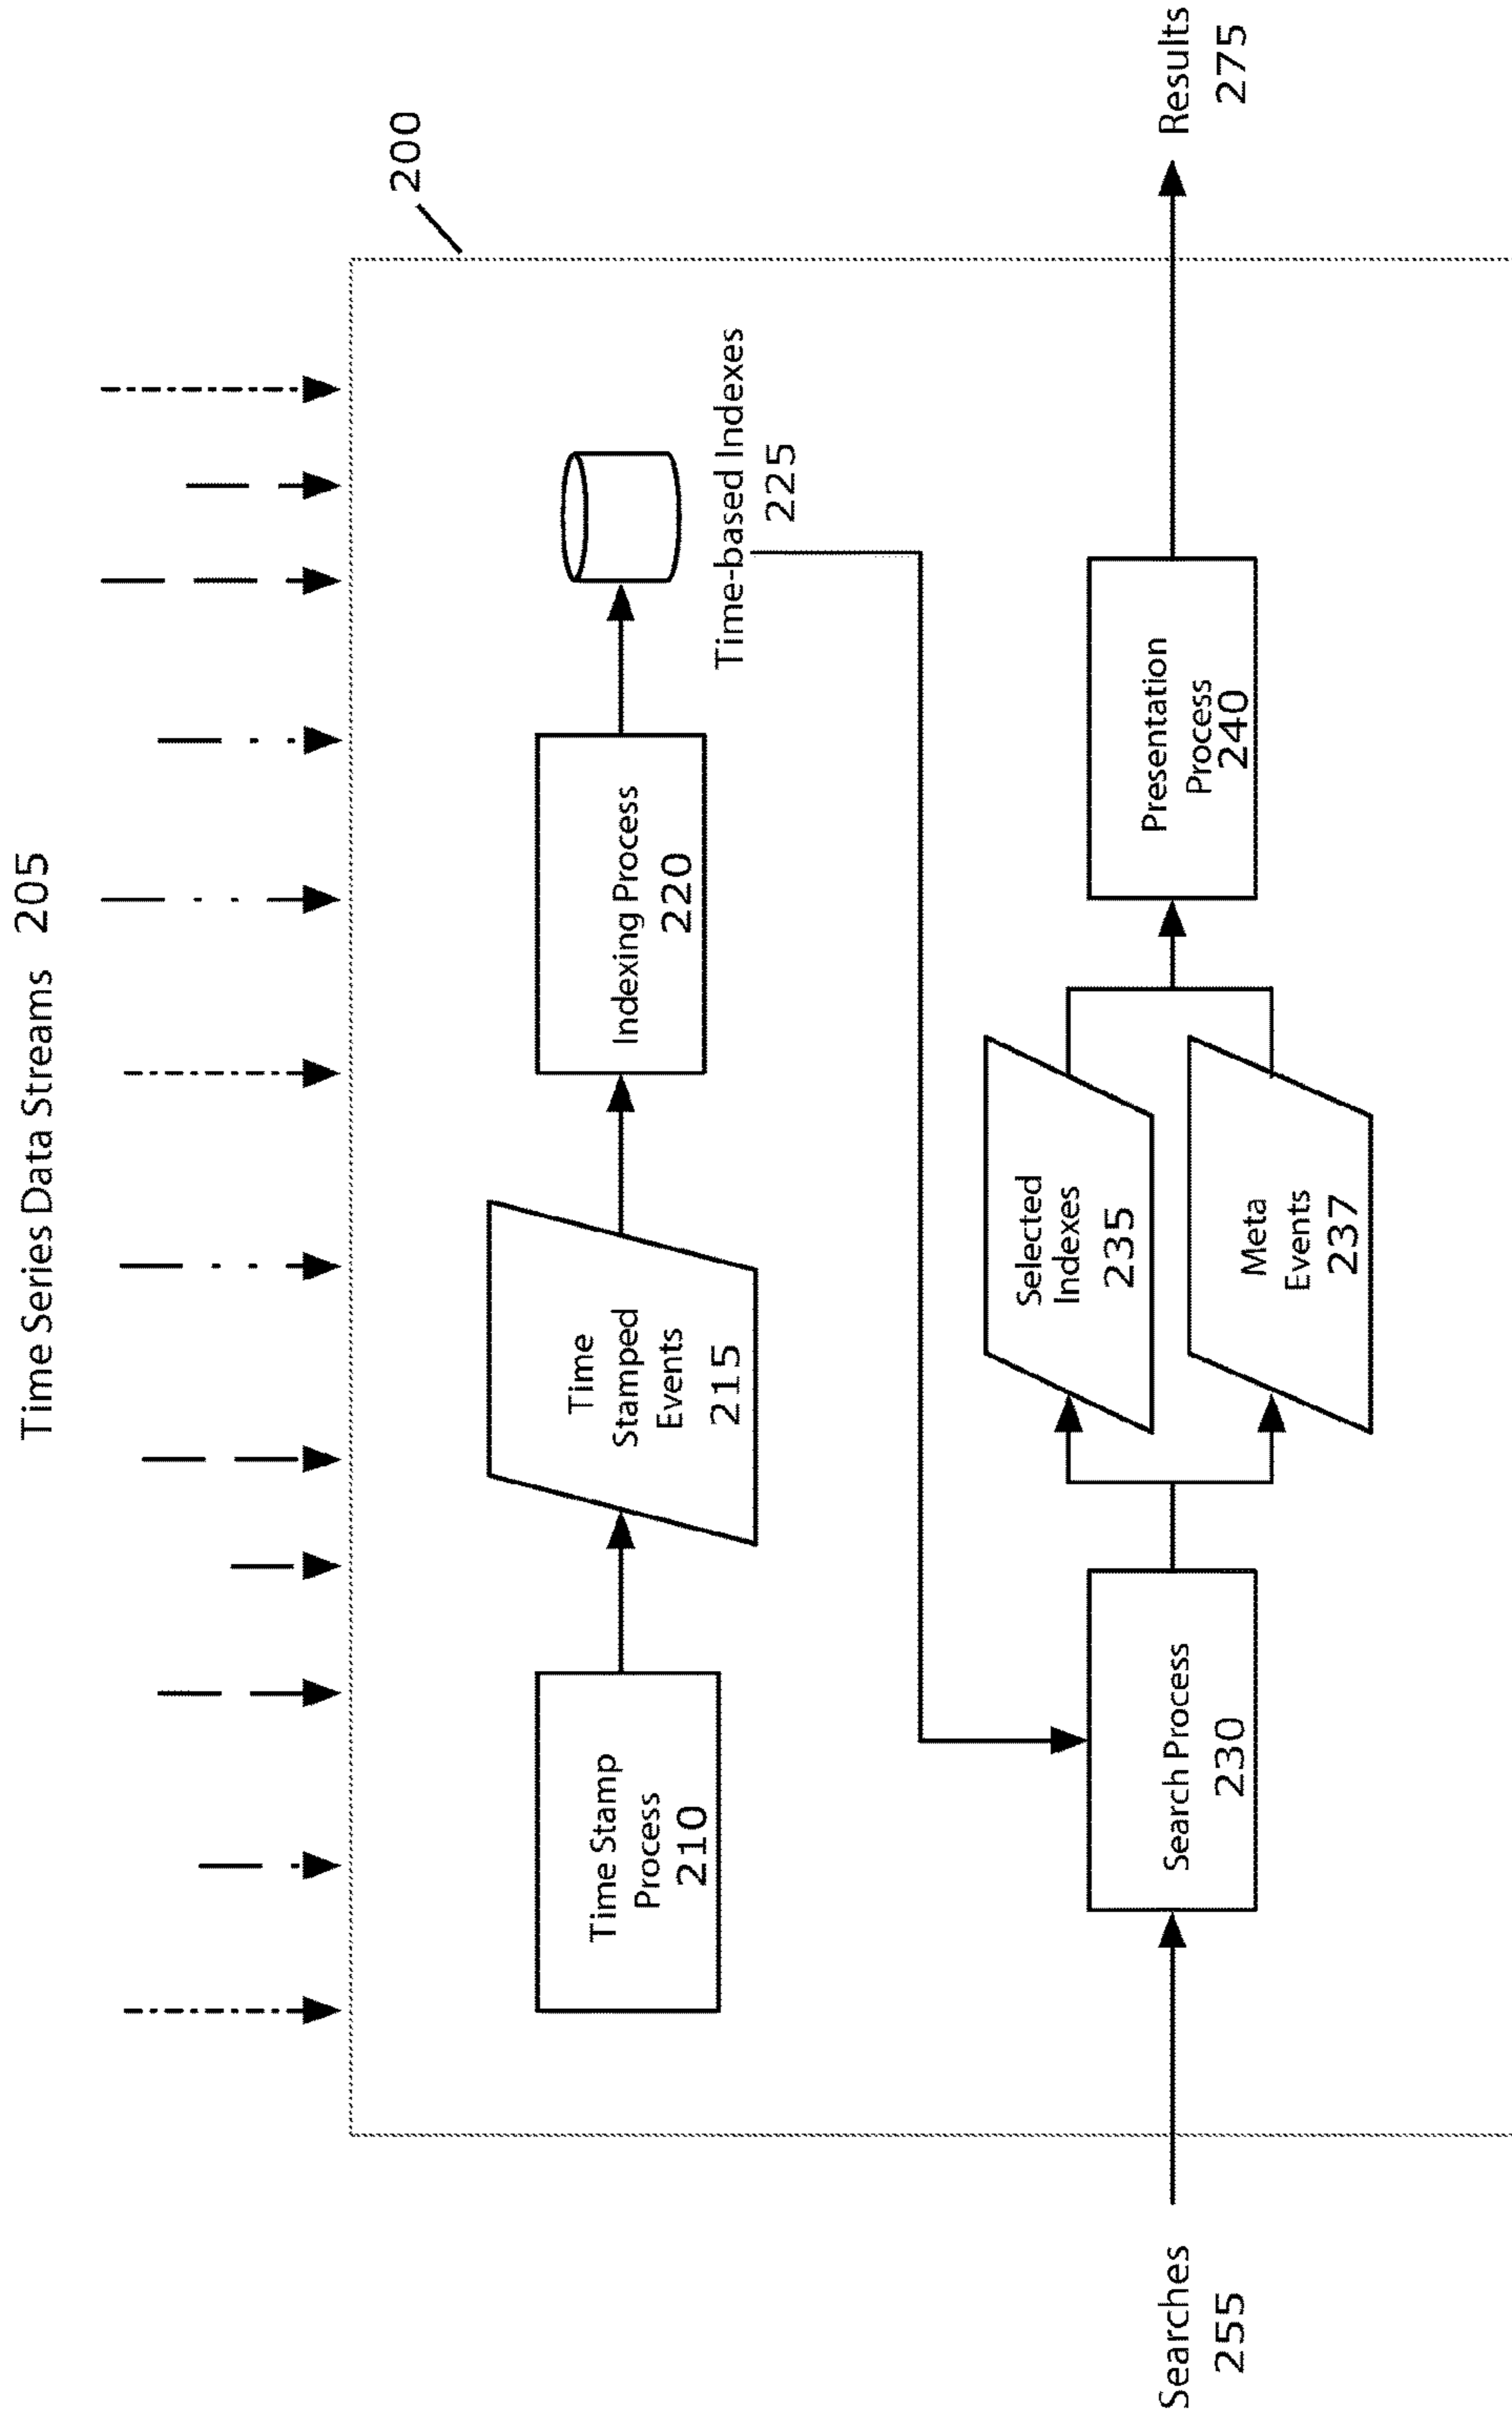 Time Series Data Streams 205
200
Time Stamp
Process
210
Time
Stamped
Events
215
Indexing Process
220
Time-based Indexes
225
Searches
255
Search Process
230
Selected
Indexes
235
Meta
Events
237
Presentation
Process
240
Results
275